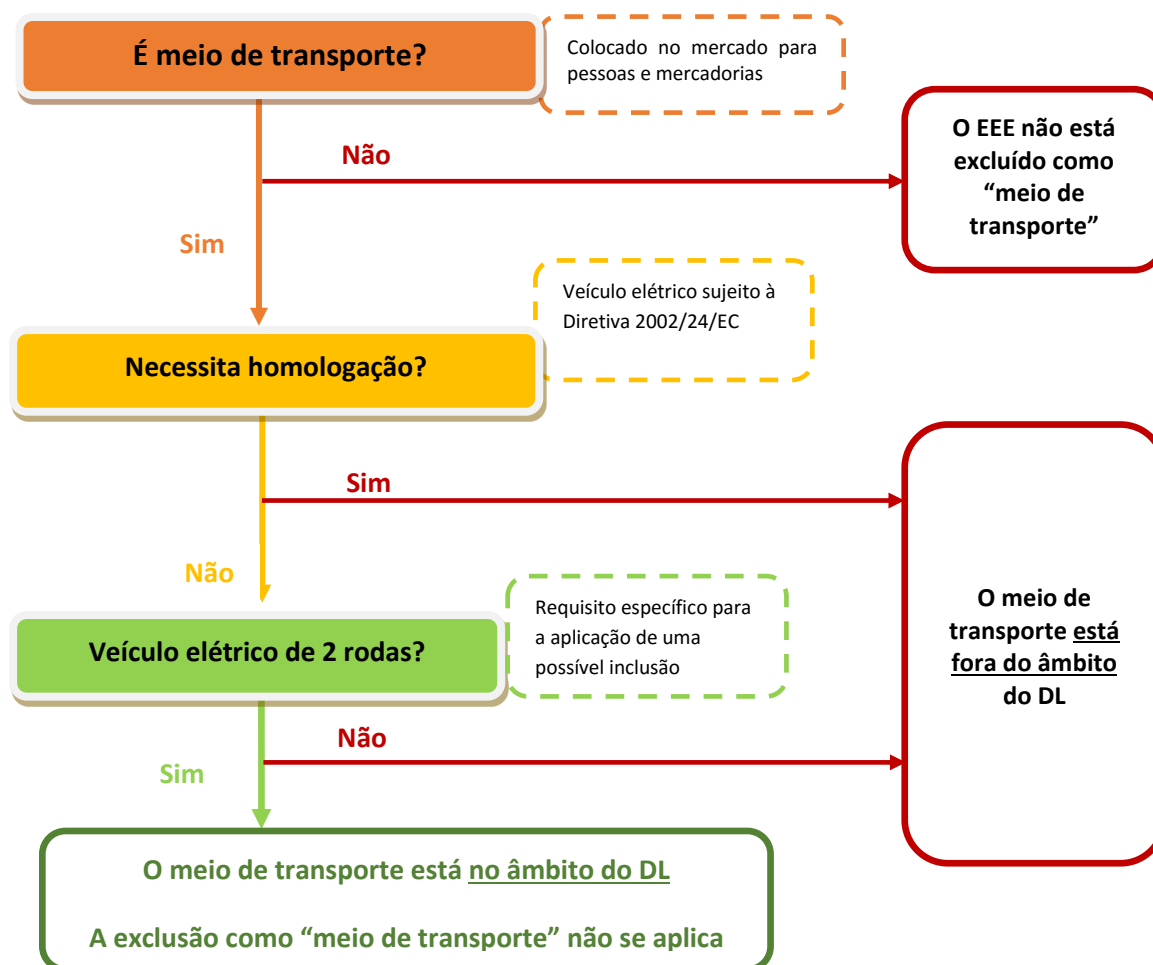 É meio de transporte?
Colocado no mercado para
pessoas e mercadorias
Não
O EEE não está
excluído como
“meio de
transporte”
Sim
Veículo elétrico sujeito à
Diretiva 2002/24/EC
Necessita homologação?
Sim
Não
O meio de
transporte está
fora do âmbito
do DL
Requisito específico para
a aplicação de uma
possível inclusão
Veículo elétrico de 2 rodas?
Não
Sim
O meio de transporte está no âmbito do DL
A exclusão como “meio de transporte” não se aplica